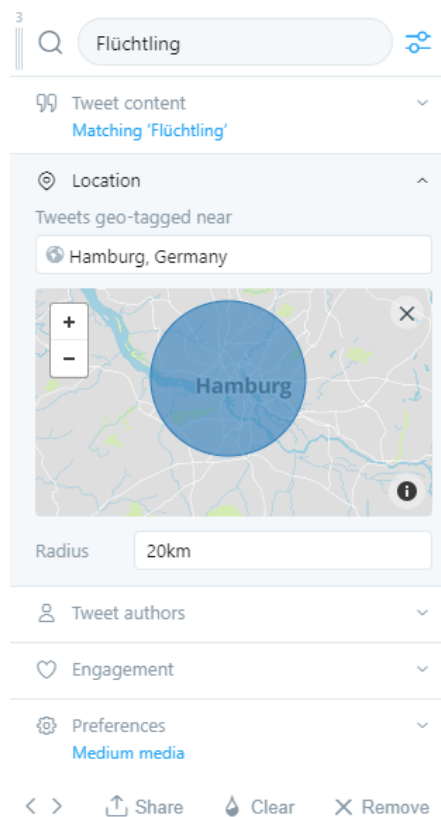 3
Flüchtling
Tweet content
Matching ‘Flüchtling’
Location
Tweets geo-tagged near
Hamburg, Germany
+
−
Hamburg
Radius
20km
Tweet authors
Engagement
Preferences
Medium media
Share Clear Remove